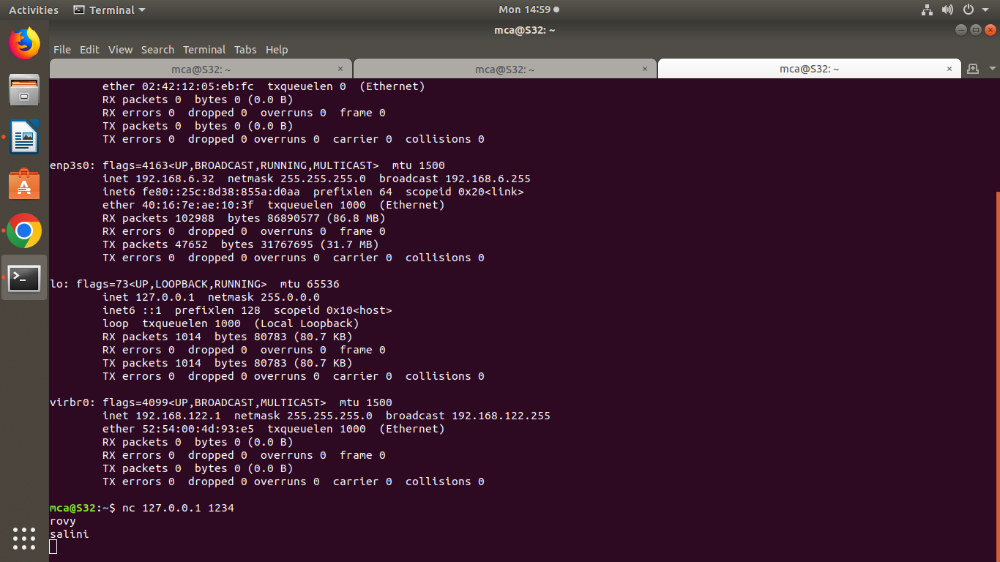 Activities Terminal Mon 14:59
mca@S32: ~
File Edit View Search Terminal Tabs Help
mca@S32: ~ × mca@S32: ~ × mca@S32: ~ ×
ether 02:42:12:05:eb:fc  txqueuelen 0  (Ethernet)
RX packets 0  bytes 0 (0.0 B)
RX errors 0  dropped 0  overruns 0  frame 0
TX packets 0  bytes 0 (0.0 B)
TX errors 0  dropped 0 overruns 0  carrier 0  collisions 0
enp3s0: flags=4163<UP,BROADCAST,RUNNING,MULTICAST>  mtu 1500
inet 192.168.6.32  netmask 255.255.255.0  broadcast 192.168.6.255
inet6 fe80::25c:8d38:855a:d0aa  prefixlen 64  scopeid 0x20<link>
ether 40:16:7e:ae:10:3f  txqueuelen 1000  (Ethernet)
RX packets 102988  bytes 86890577 (86.8 MB)
RX errors 0  dropped 0  overruns 0  frame 0
TX packets 47652  bytes 31767695 (31.7 MB)
TX errors 0  dropped 0 overruns 0  carrier 0  collisions 0
lo: flags=73<UP,LOOPBACK,RUNNING>  mtu 65536
inet 127.0.0.1  netmask 255.0.0.0
inet6 ::1  prefixlen 128  scopeid 0x10<host>
loop  txqueuelen 1000  (Local Loopback)
RX packets 1014  bytes 80783 (80.7 KB)
RX errors 0  dropped 0  overruns 0  frame 0
TX packets 1014  bytes 80783 (80.7 KB)
TX errors 0  dropped 0 overruns 0  carrier 0  collisions 0
virbr0: flags=4099<UP,BROADCAST,MULTICAST>  mtu 1500
inet 192.168.122.1  netmask 255.255.255.0  broadcast 192.168.122.255
ether 52:54:00:4d:93:e5  txqueuelen 1000  (Ethernet)
RX packets 0  bytes 0 (0.0 B)
RX errors 0  dropped 0  overruns 0  frame 0
TX packets 0  bytes 0 (0.0 B)
TX errors 0  dropped 0 overruns 0  carrier 0  collisions 0
mca@S32:~$ nc 127.0.0.1 1234
rovy
salini